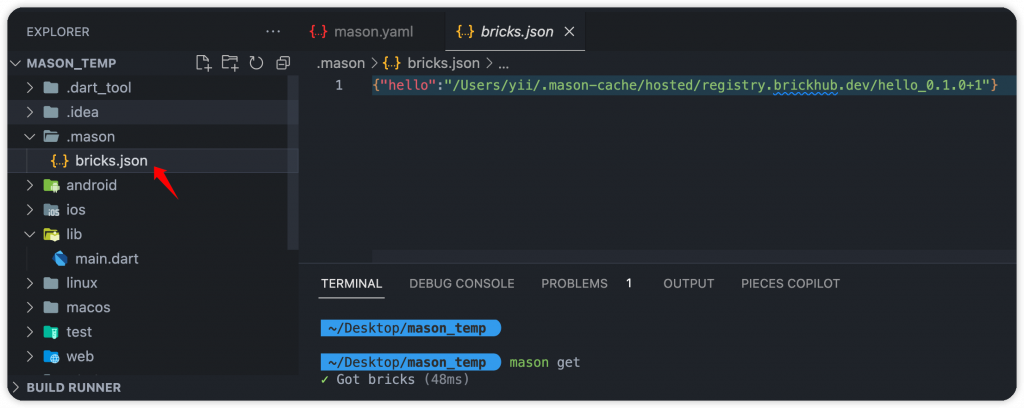 EXPLORER
MASON_TEMP
.dart_tool
.idea
.mason
{..} bricks.json
android
ios
lib
main.dart
linux
macos
test
web
BUILD RUNNER
{..} mason.yaml
{..} bricks.json
.mason > {..} bricks.json > ...
1 {"hello":"/Users/yii/.mason-cache/hosted/registry.brickhub.dev/hello_0.1.0+1"}
TERMINAL DEBUG CONSOLE PROBLEMS 1 OUTPUT PIECES COPILOT
~/Desktop/mason_temp
~/Desktop/mason_temp mason get
✓ Got bricks (48ms)